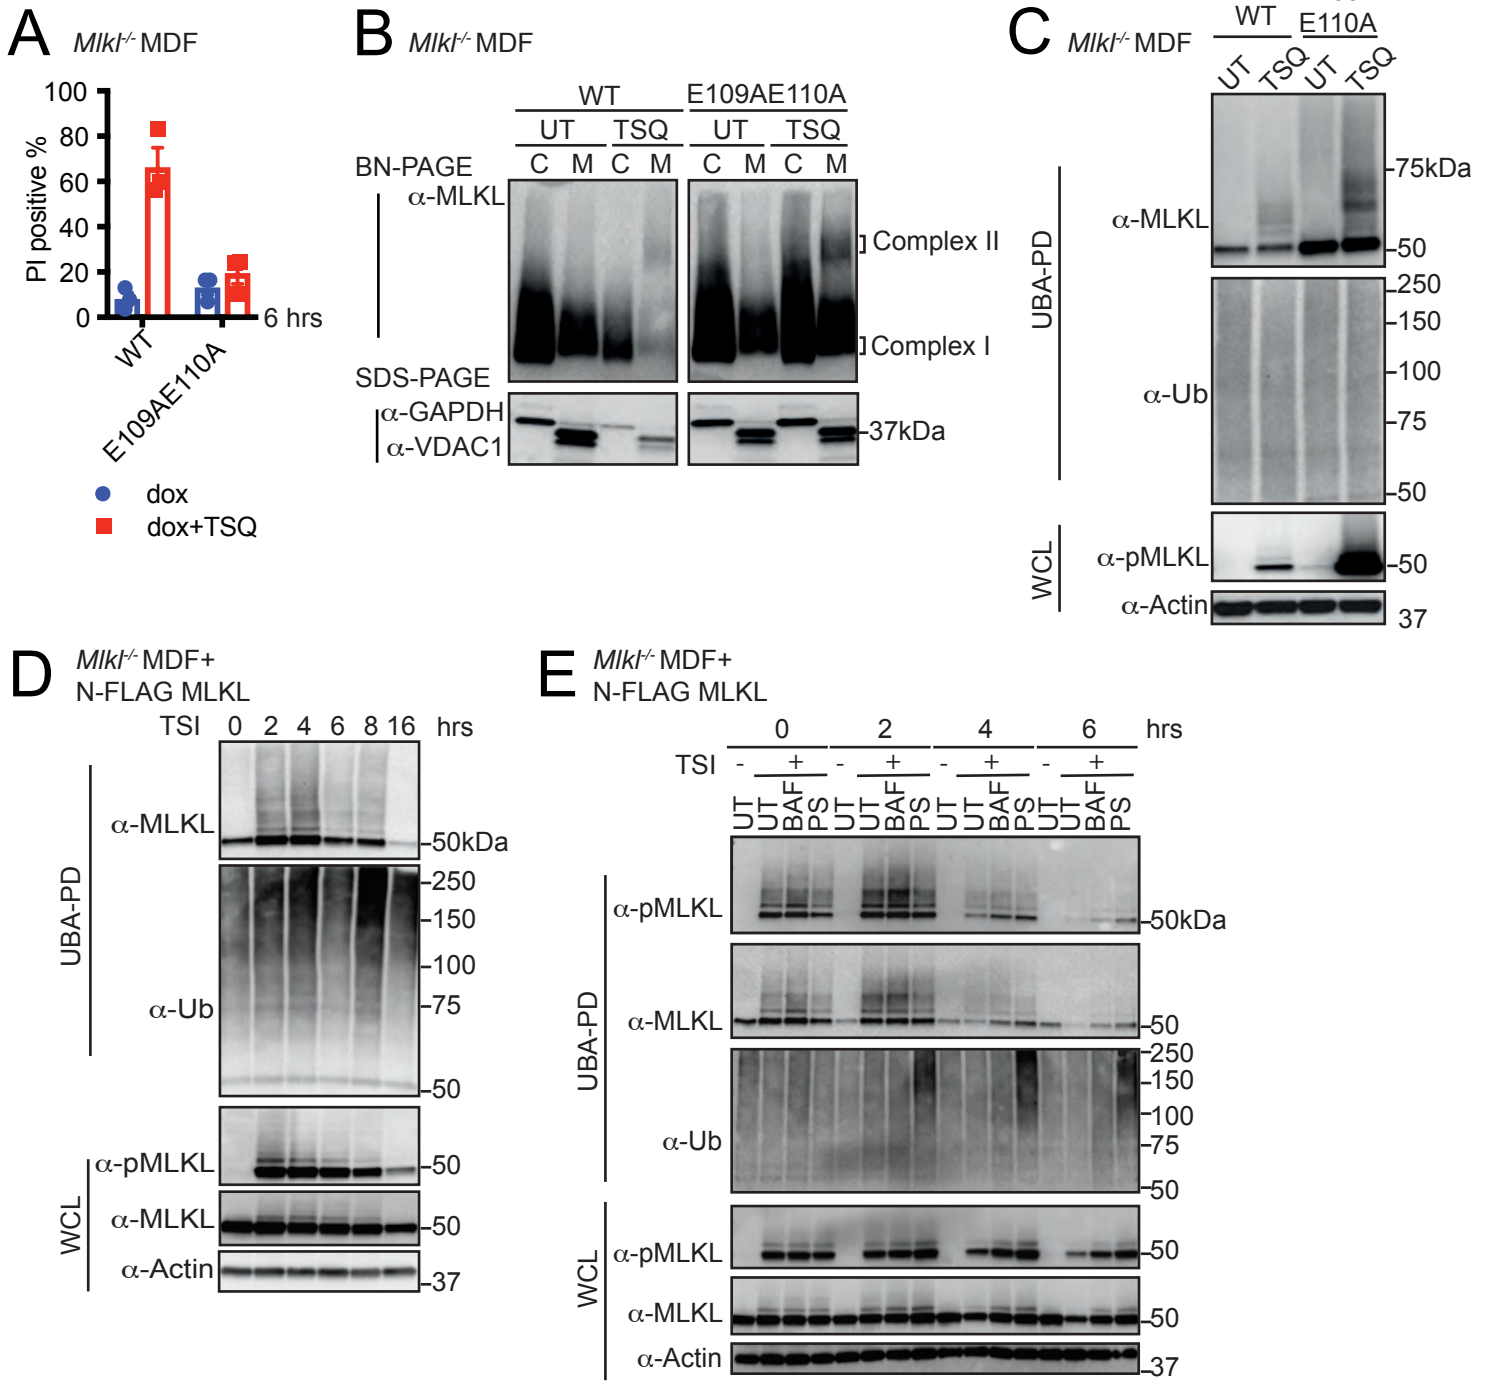 A
Mlkl-/- MDF
PI positive %
100
80
60
40
20
0
6 hrs
WT
E109AE110A
dox
dox+TSQ
B
Mlkl-/- MDF
WT
E109AE110A
UT
TSQ
UT
TSQ
C
M
C
M
C
M
C
M
BN-PAGE
α-MLKL
Complex II
Complex I
SDS-PAGE
α-GAPDH
α-VDAC1
37kDa
C
Mlkl-/- MDF
WT
E110A
UT
TSQ
UT
TSQ
UBA-PD
α-MLKL
75kDa
50
α-Ub
250
150
100
75
50
WCL
α-pMLKL
50
α-Actin
37
D
Mlkl-/- MDF+
N-FLAG MLKL
TSI 0 2 4 6 8 16 hrs
UBA-PD
α-MLKL
50kDa
α-Ub
250
150
100
75
50
WCL
α-pMLKL
50
α-MLKL
50
α-Actin
37
E
Mlkl-/- MDF+
N-FLAG MLKL
0 2 4 6 hrs
TSI - + - + - + - +
UT UT BAF PS UT UT BAF PS UT UT BAF PS UT UT BAF PS
UBA-PD
α-pMLKL
50kDa
α-MLKL
50
α-Ub
250
150
100
75
50
WCL
α-pMLKL
50
α-MLKL
50
α-Actin
37